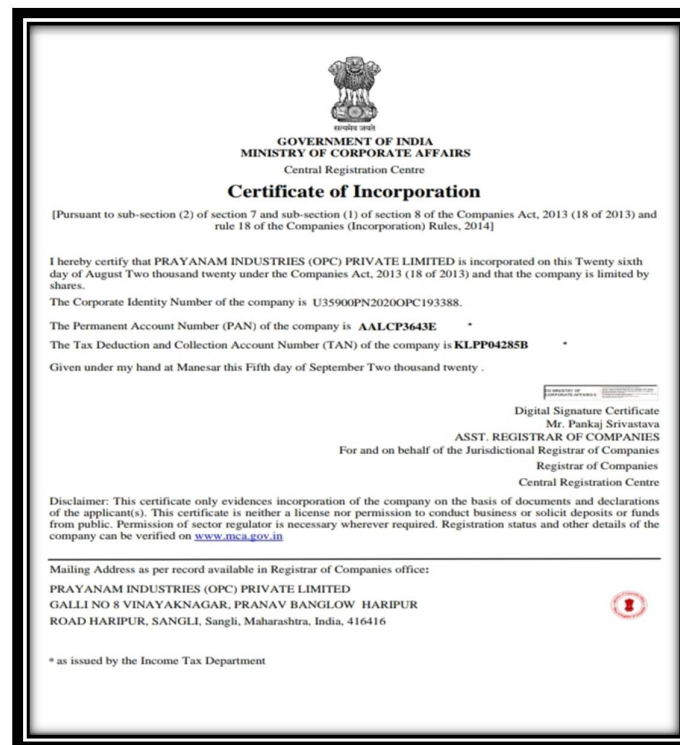 सत्यमेव जयते
GOVERNMENT OF INDIA
MINISTRY OF CORPORATE AFFAIRS
Central Registration Centre
Certificate of Incorporation
[Pursuant to sub-section (2) of section 7 and sub-section (1) of section 8 of the Companies Act, 2013 (18 of 2013) and
rule 18 of the Companies (Incorporation) Rules, 2014]
I hereby certify that PRAYANAM INDUSTRIES (OPC) PRIVATE LIMITED is incorporated on this Twenty sixth
day of August Two thousand twenty under the Companies Act, 2013 (18 of 2013) and that the company is limited by
shares.
The Corporate Identity Number of the company is U35900PN2020OPC193388.
The Permanent Account Number (PAN) of the company is AALCP3643E *
The Tax Deduction and Collection Account Number (TAN) of the company is KLPP04285B *
Given under my hand at Manesar this Fifth day of September Two thousand twenty .
Digital Signature Certificate
Mr. Pankaj Srivastava
ASST. REGISTRAR OF COMPANIES
For and on behalf of the Jurisdictional Registrar of Companies
Registrar of Companies
Central Registration Centre
Disclaimer: This certificate only evidences incorporation of the company on the basis of documents and declarations
of the applicant(s). This certificate is neither a license nor permission to conduct business or solicit deposits or funds
from public. Permission of sector regulator is necessary wherever required. Registration status and other details of the
company can be verified on www.mca.gov.in
Mailing Address as per record available in Registrar of Companies office:
PRAYANAM INDUSTRIES (OPC) PRIVATE LIMITED
GALLI NO 8 VINAYAKNAGAR, PRANAV BANGLOW HARIPUR
ROAD HARIPUR, SANGLI, Sangli, Maharashtra, India, 416416
* as issued by the Income Tax Department